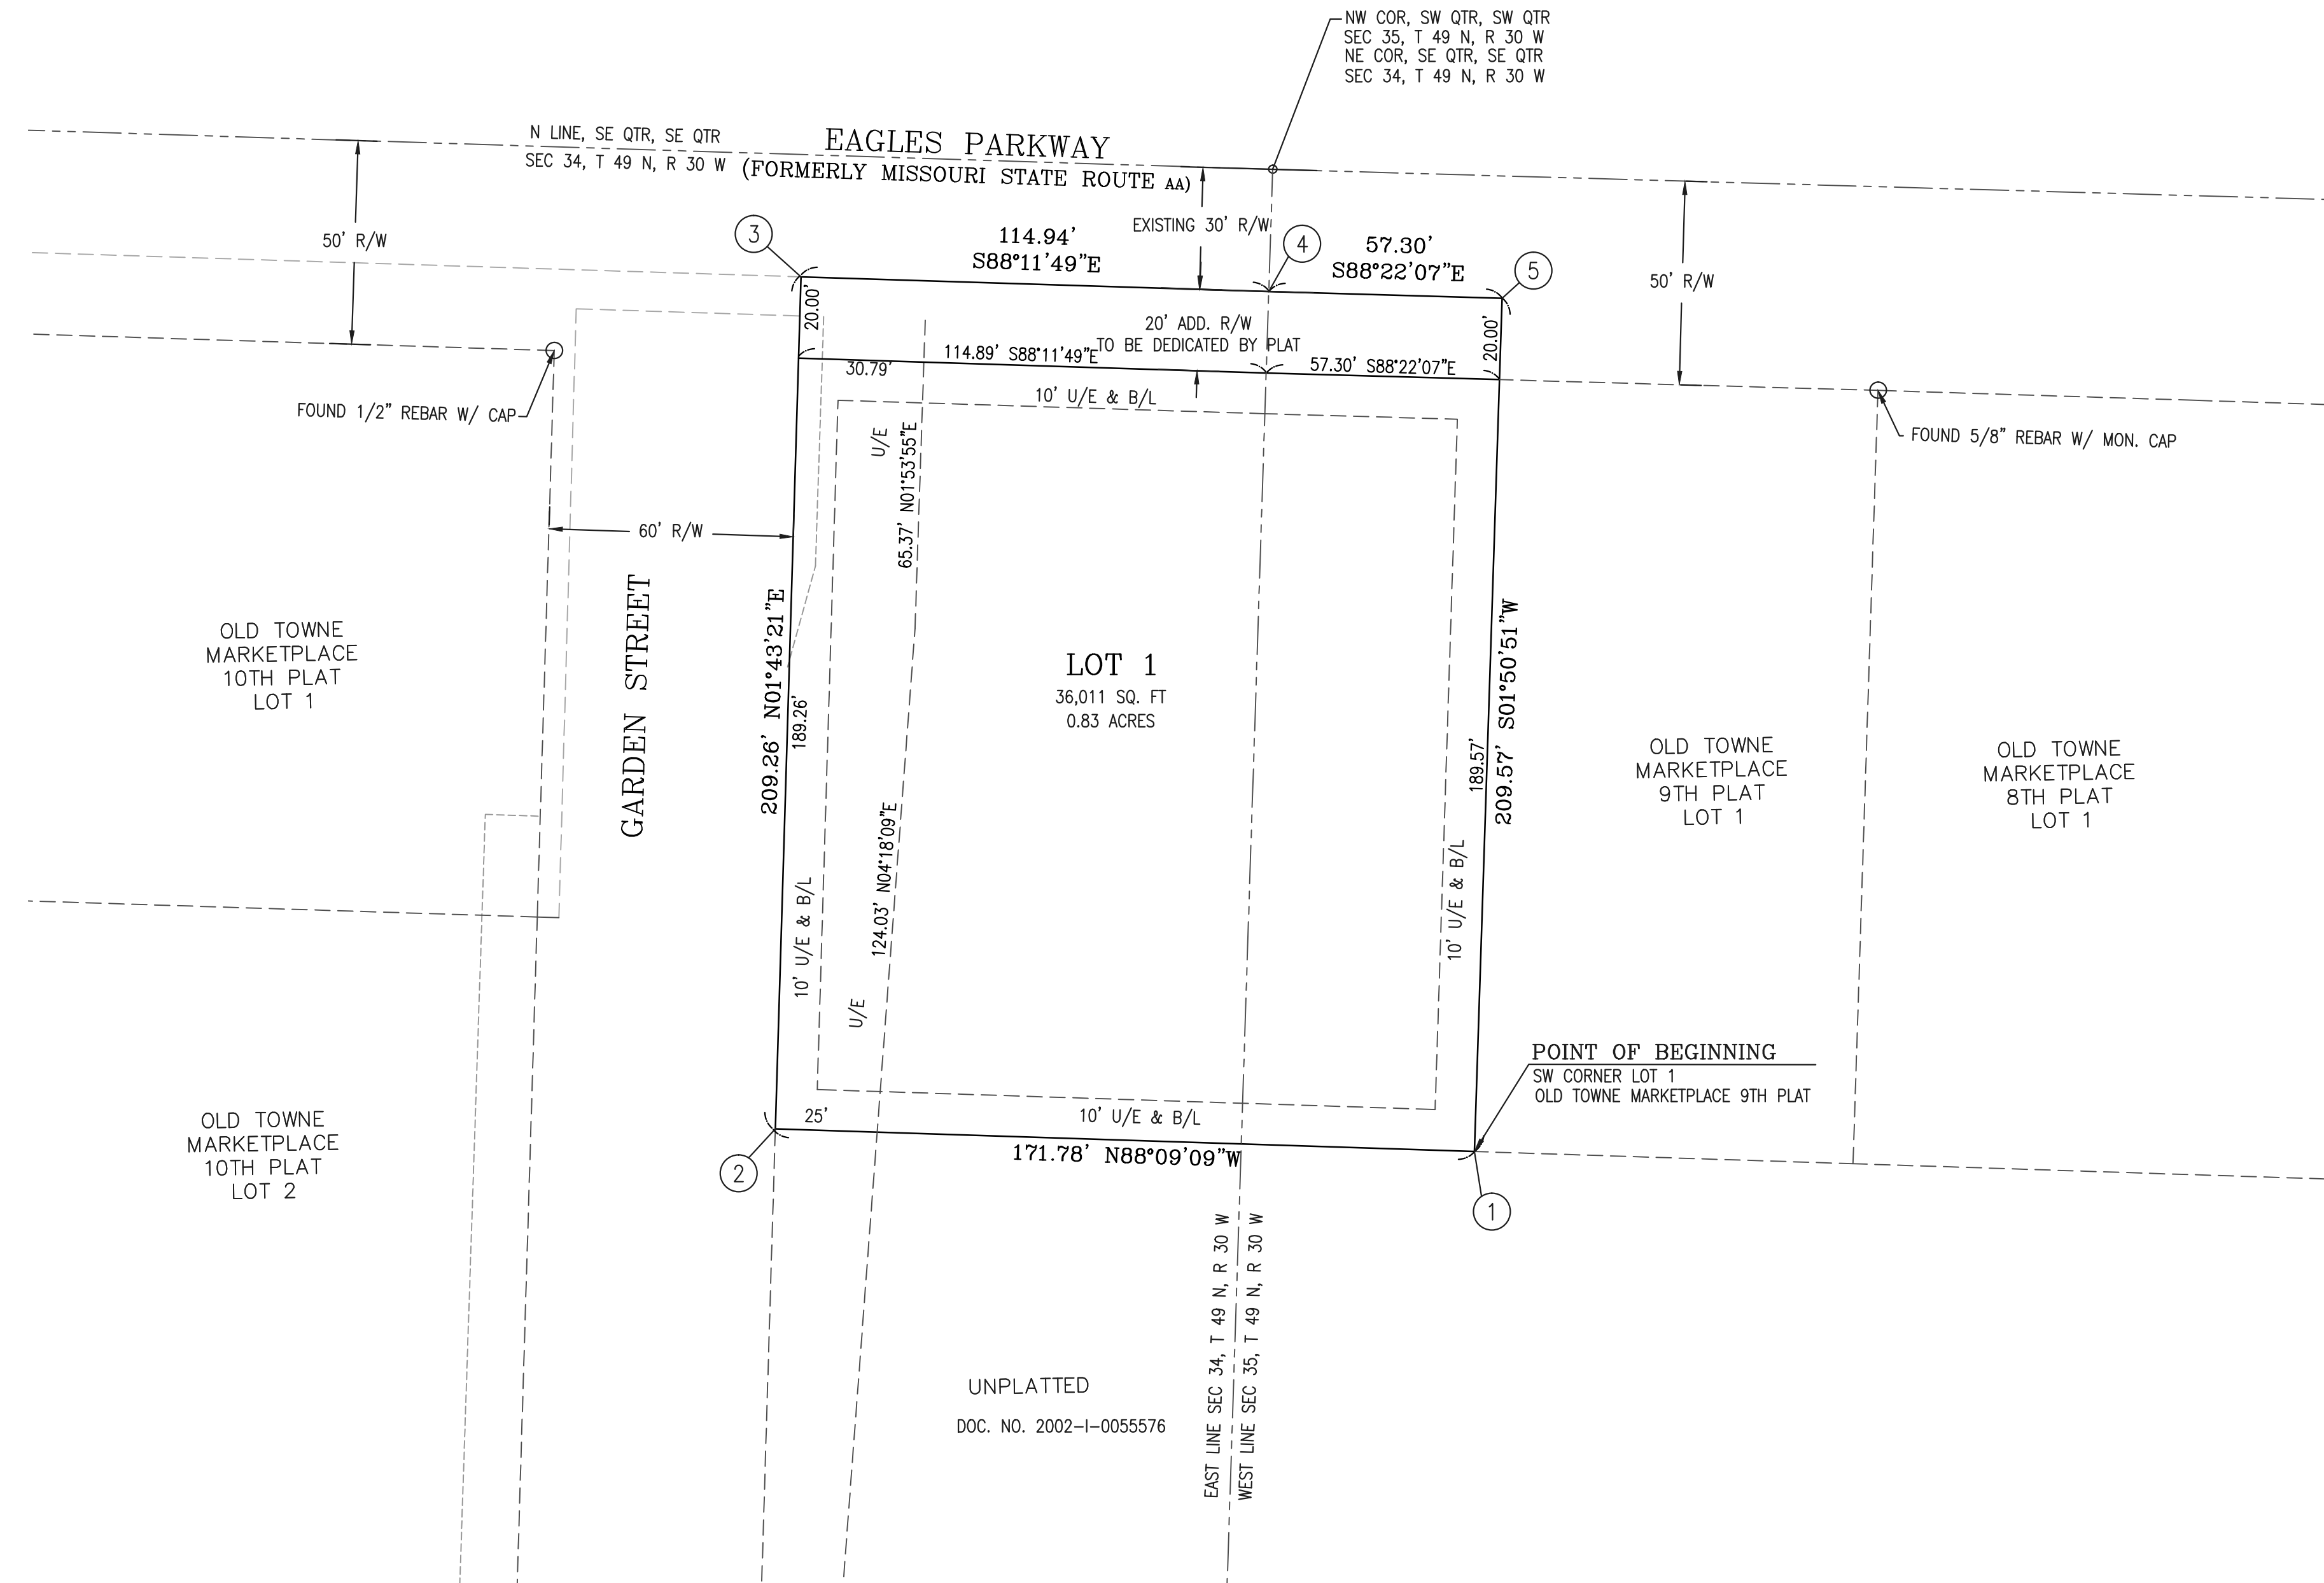 NW COR, SW QTR, SW QTR
SEC 35, T 49 N, R 30 W
NE COR, SE QTR, SE QTR
SEC 34, T 49 N, R 30 W
N LINE, SE QTR, SE QTR
SEC 34, T 49 N, R 30 W
EAGLES PARKWAY
(FORMERLY MISSOURI STATE ROUTE AA)
50' R/W
EXISTING 30' R/W
50' R/W
3
114.94'
S88°11'49"E
4
57.30'
S88°22'07"E
5
20.00'
20' ADD. R/W
TO BE DEDICATED BY PLAT
20.00'
114.89' S88°11'49"E
57.30' S88°22'07"E
30.79'
10' U/E & B/L
FOUND 1/2" REBAR W/ CAP
FOUND 5/8" REBAR W/ MON. CAP
U/E
65.37' N01°53'55"E
60' R/W
GARDEN STREET
209.26' N01°43'21"E
189.26'
OLD TOWNE
MARKETPLACE
10TH PLAT
LOT 1
LOT 1
36,011 SQ. FT
0.83 ACRES
209.57' S01°50'51"W
189.57'
OLD TOWNE
MARKETPLACE
9TH PLAT
LOT 1
OLD TOWNE
MARKETPLACE
8TH PLAT
LOT 1
124.03' N04°18'09"E
10' U/E & B/L
10' U/E & B/L
U/E
POINT OF BEGINNING
SW CORNER LOT 1
OLD TOWNE MARKETPLACE 9TH PLAT
25'
10' U/E & B/L
171.78' N88°09'09"W
2
1
OLD TOWNE
MARKETPLACE
10TH PLAT
LOT 2
EAST LINE SEC 34, T 49 N, R 30 W
WEST LINE SEC 35, T 49 N, R 30 W
UNPLATTED
DOC. NO. 2002-I-0055576